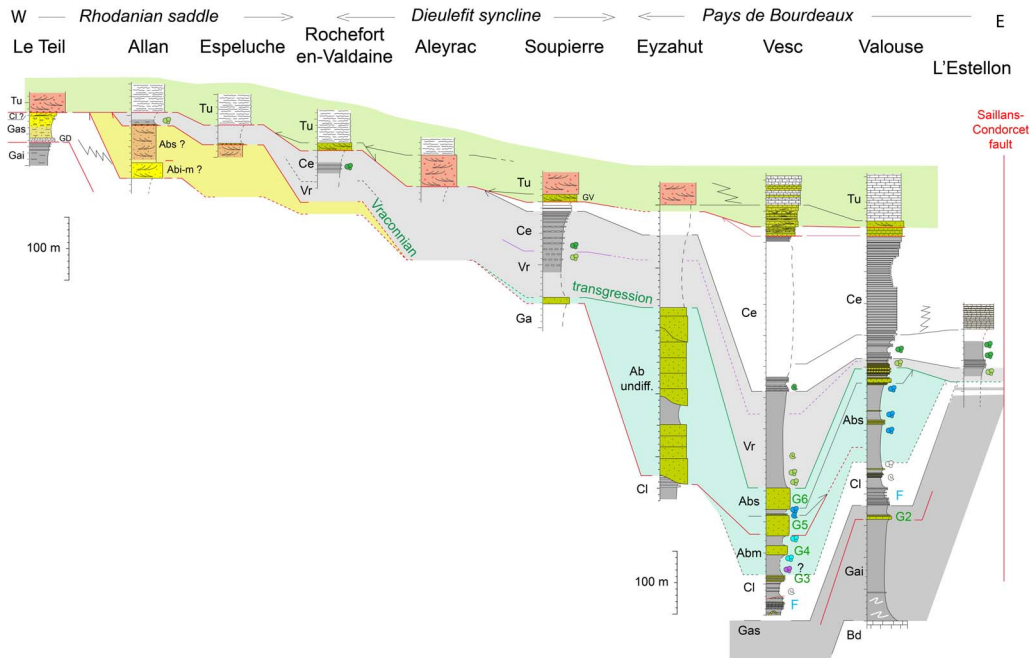 W Rhodanian saddle Dieulefit syncline Pays de Bourdeaux E
Le Teil Allan Espeluche Rochefort en-Valdaine Aleyrac Soupierre Eyzahut Vesc Valouse L'Estellon
Saillans-
Condorcet
fault
Tu
Cl ?
Gas
GD
Gai
Abs ?
Abi-m ?
Tu
Tu
Ce
Vr
Vraconnian
transgression
100 m
Tu
GV
Ce
Vr
Ga
Ab
undiff.
Cl
Ce
Vr
Abs
G6
G5
Abm
G4
?
G3
Cl
F
Gas
100 m
Tu
Ce
Abs
Cl
F
G2
Gai
Bd